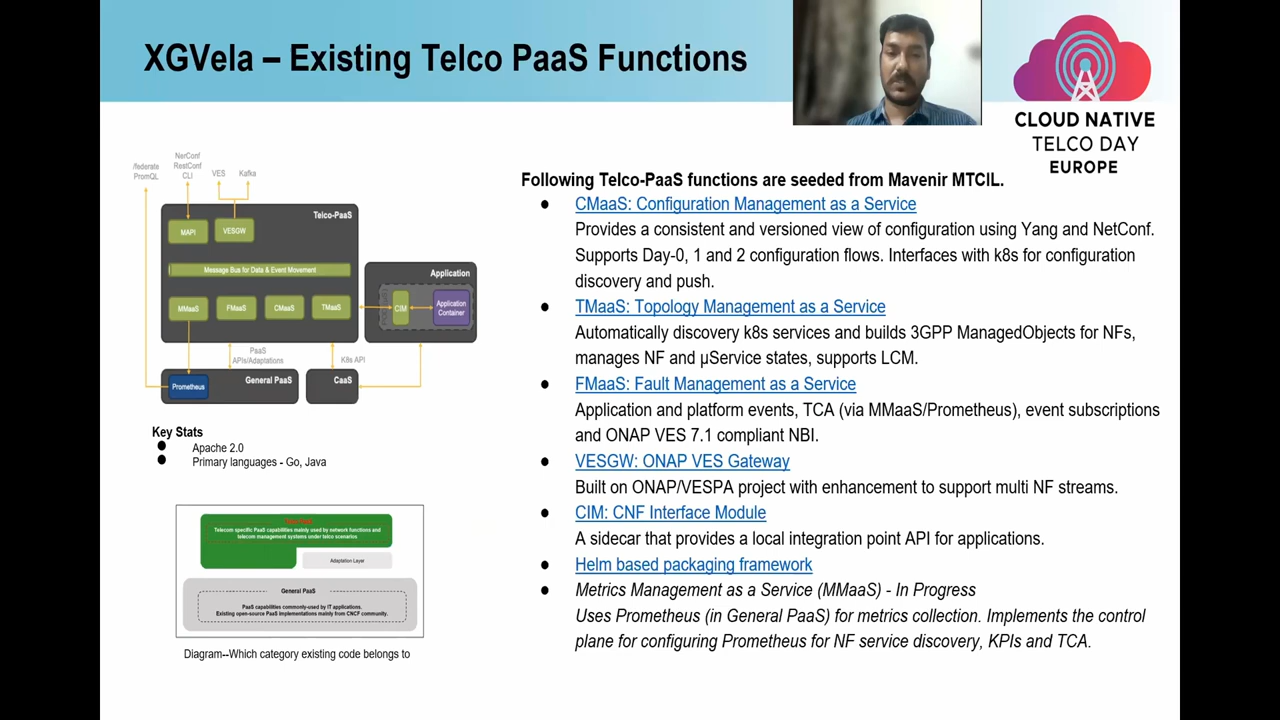 XGVela – Existing Telco PaaS Functions
CLOUD NATIVE
TELCO DAY
EUROPE
/federate
PromQL
NerConf
RestConf
CLI
VES
Kafka
Telco-PaaS
MAPI
VESGW
Message Bus for Data & Event Movement
MMaaS
FMaaS
CMaaS
TMaaS
Application
CIM
Application
Container
PaaS
APIs/Adaptations
K8s API
Prometheus
General PaaS
CaaS
Key Stats
● Apache 2.0
● Primary languages - Go, Java
Telecom specific PaaS capabilities mainly used by network functions and
telecom management systems under telco scenarios
Adaptation Layer
General PaaS
PaaS capabilities commonly-used by IT applications.
Existing open-source PaaS implementations mainly from CNCF community.
Diagram--Which category existing code belongs to
Following Telco-PaaS functions are seeded from Mavenir MTCIL.
● CMaaS: Configuration Management as a Service
Provides a consistent and versioned view of configuration using Yang and NetConf.
Supports Day-0, 1 and 2 configuration flows. Interfaces with k8s for configuration
discovery and push.
● TMaaS: Topology Management as a Service
Automatically discovery k8s services and builds 3GPP ManagedObjects for NFs,
manages NF and µService states, supports LCM.
● FMaaS: Fault Management as a Service
Application and platform events, TCA (via MMaaS/Prometheus), event subscriptions
and ONAP VES 7.1 compliant NBI.
● VESGW: ONAP VES Gateway
Built on ONAP/VESPA project with enhancement to support multi NF streams.
● CIM: CNF Interface Module
A sidecar that provides a local integration point API for applications.
● Helm based packaging framework
● Metrics Management as a Service (MMaaS) - In Progress
Uses Prometheus (in General PaaS) for metrics collection. Implements the control
plane for configuring Prometheus for NF service discovery, KPIs and TCA.